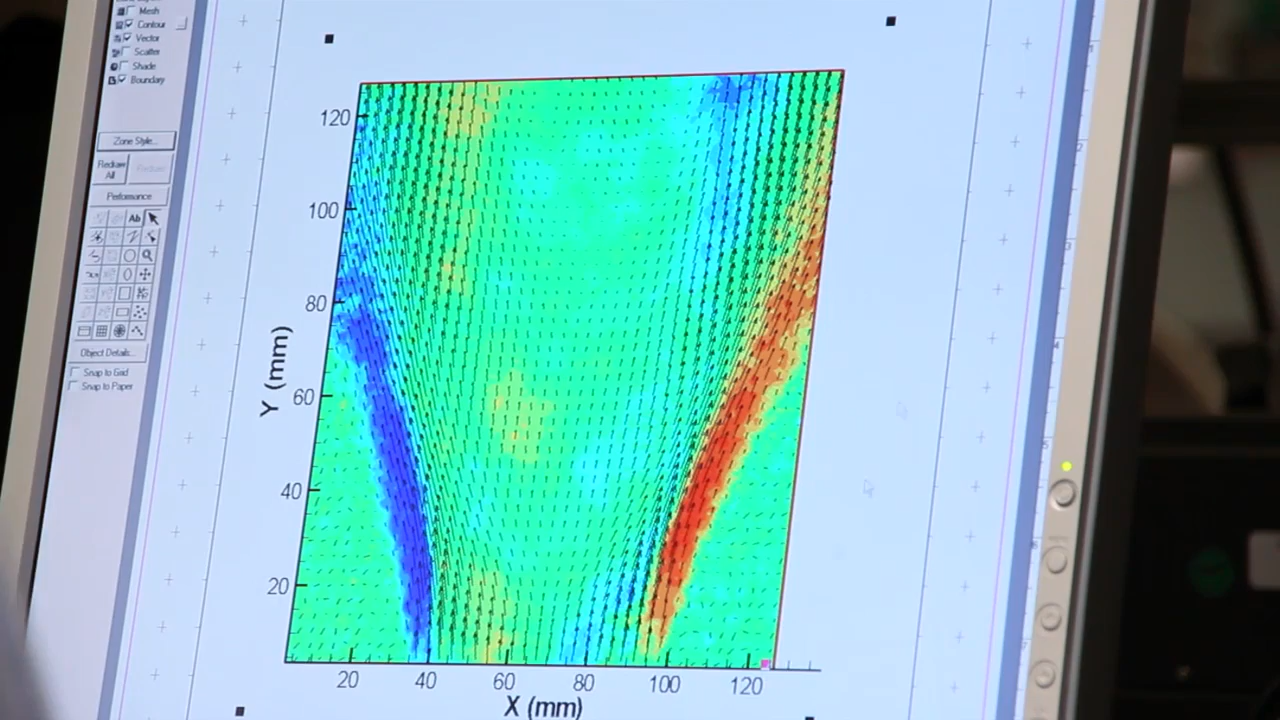 Mesh
Contour
Vector
Scatter
Shade
Boundary
Zone Style...
Redraw All
Performance
Ab
Object Details...
Snap to Grid
Snap to Paper
120
100
80
60
40
20
Y (mm)
20 40 60 80 100 120
X (mm)